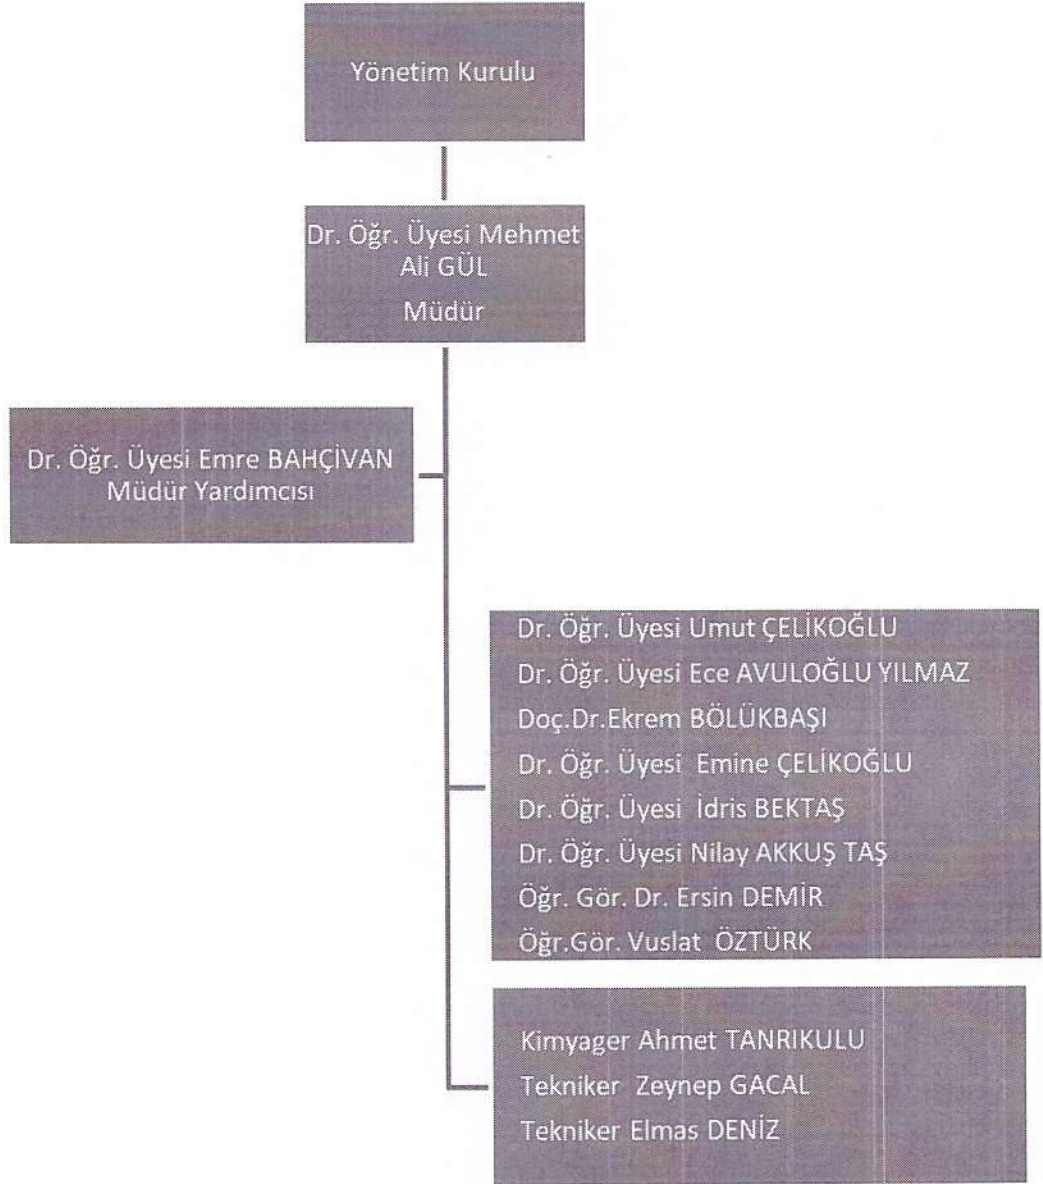 Yönetim Kurulu
Dr. Öğr. Üyesi Mehmet
Ali GÜL
Müdür
Dr. Öğr. Üyesi Emre BAHÇİVAN
Müdür Yardımcısı
Dr. Öğr. Üyesi Umut ÇELİKOĞLU
Dr. Öğr. Üyesi Ece AVULOĞLU YILMAZ
Doç.Dr.Ekrem BÖLÜKBAŞI
Dr. Öğr. Üyesi Emine ÇELİKOĞLU
Dr. Öğr. Üyesi İdris BEKTAŞ
Dr. Öğr. Üyesi Nilay AKKUŞ TAŞ
Öğr. Gör. Dr. Ersin DEMİR
Öğr.Gör. Vuslat ÖZTÜRK
Kimyager Ahmet TANRIKULU
Tekniker Zeynep GACAL
Tekniker Elmas DENİZ